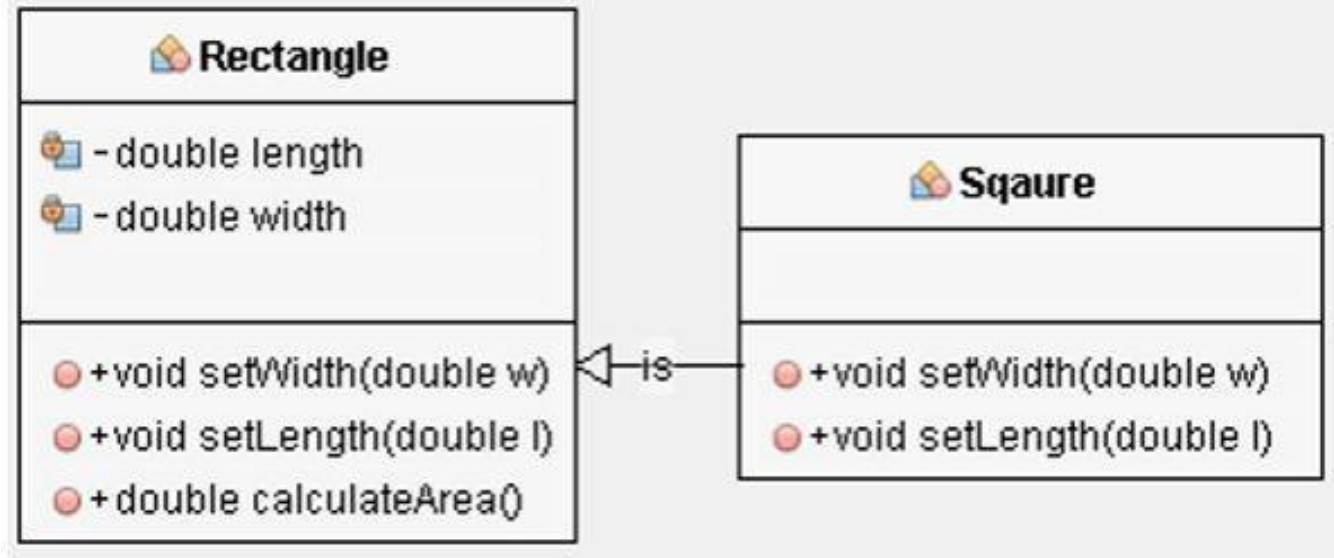 Rectangle
- double length
- double width
+ void setWidth(double w)
+ void setLength(double l)
+ double calculateArea()
is
Sqaure
+ void setWidth(double w)
+ void setLength(double l)